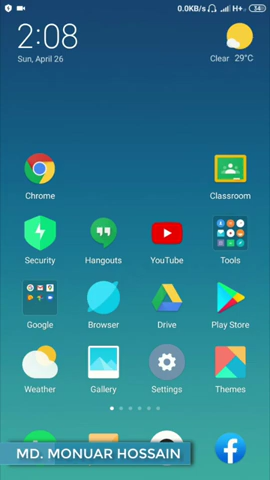 0.0KB/s H+ 34
2:08
Sun, April 26
Clear 29°C
Chrome Classroom
Security Hangouts YouTube Tools
Google Browser Drive Play Store
Weather Gallery Settings Themes
MD. MONUAR HOSSAIN